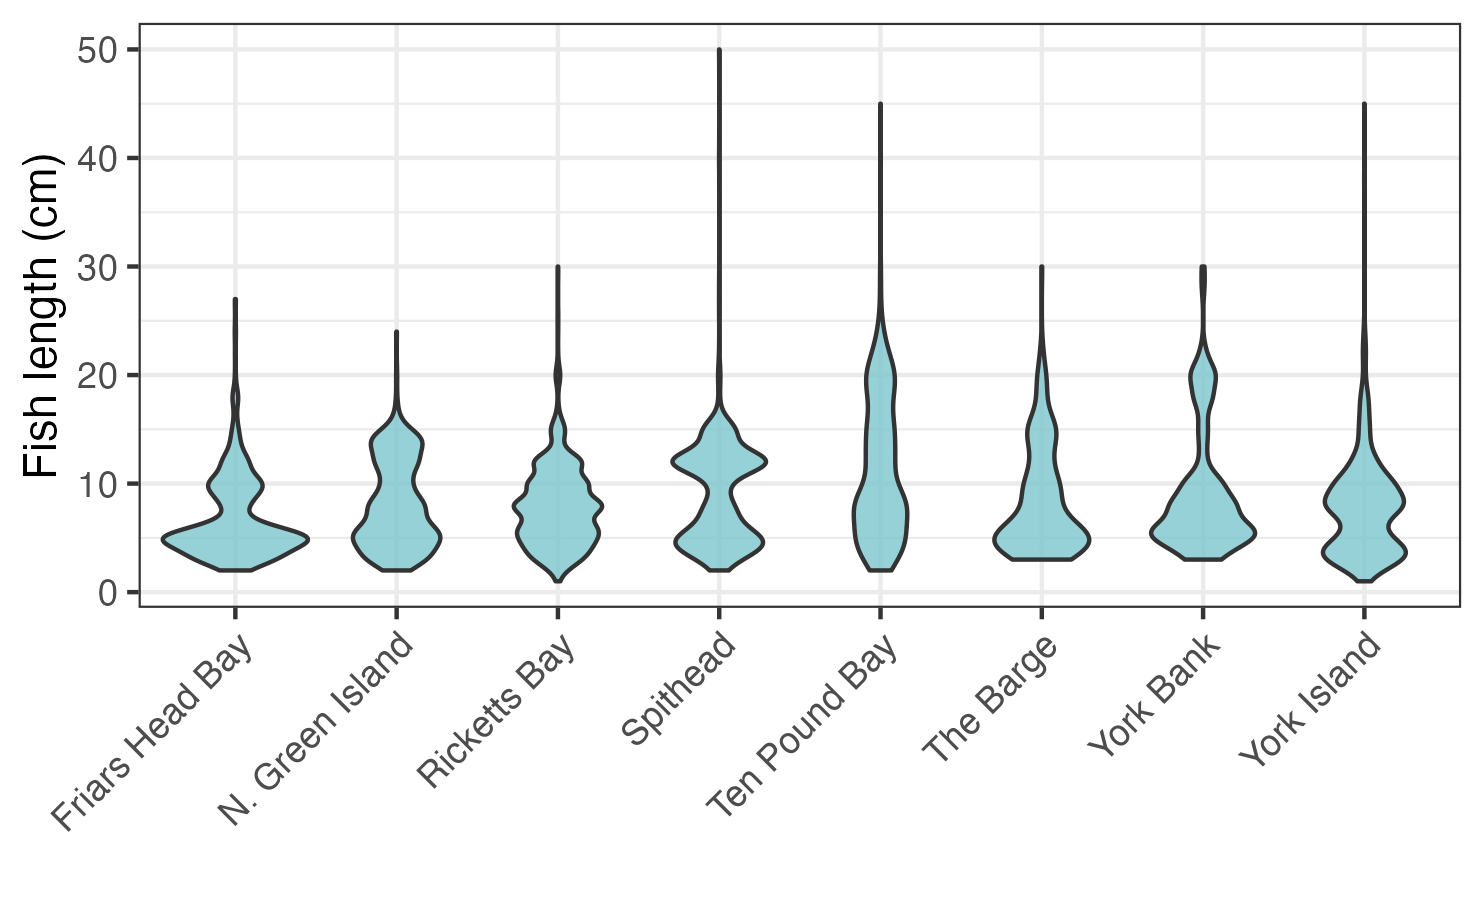 Fish length (cm)
50
40
30
20
10
0
Friars Head Bay
N. Green Island
Ricketts Bay
Spithead
Ten Pound Bay
The Barge
York Bank
York Island